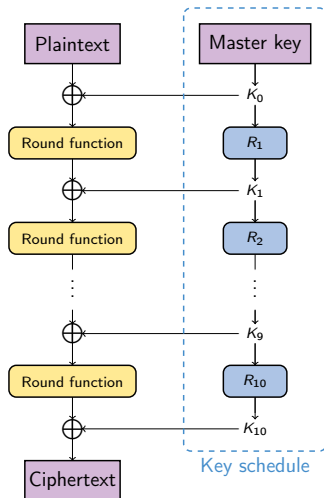 Plaintext Master key
K₀
Round function R₁
K₁
Round function R₂
⋮ ⋮
K₉
Round function R₁₀
K₁₀
Ciphertext Key schedule